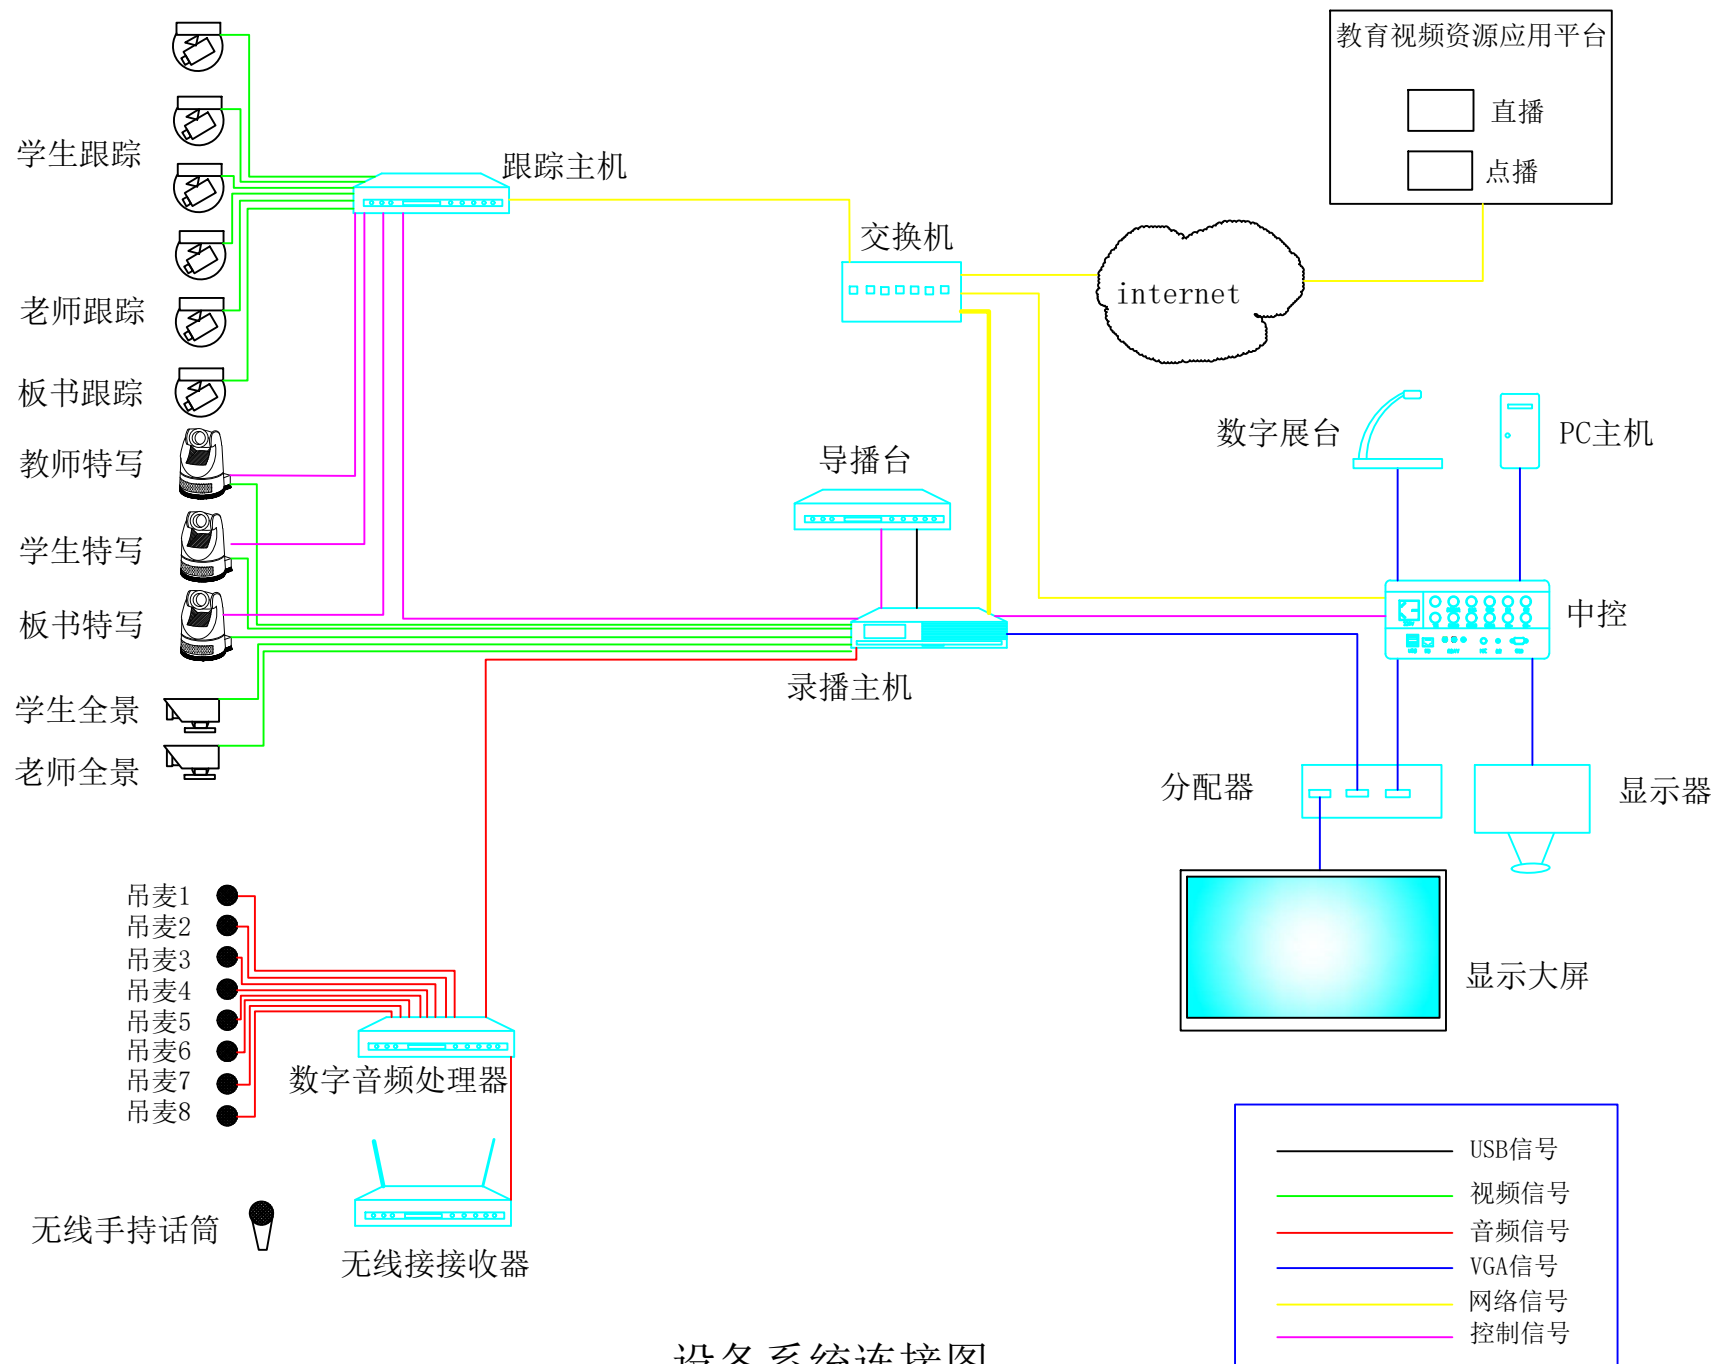 教育视频资源应用平台
直播
点播
学生跟踪
跟踪主机
交换机
internet
老师跟踪
板书跟踪
数字展台
PC主机
教师特写
导播台
学生特写
板书特写
中控
录播主机
学生全景
老师全景
分配器
显示器
吊麦1
吊麦2
吊麦3
吊麦4
吊麦5
吊麦6
吊麦7
吊麦8
显示大屏
数字音频处理器
无线手持话筒
无线接接收器
USB信号
视频信号
音频信号
VGA信号
网络信号
控制信号
设备系统连接图